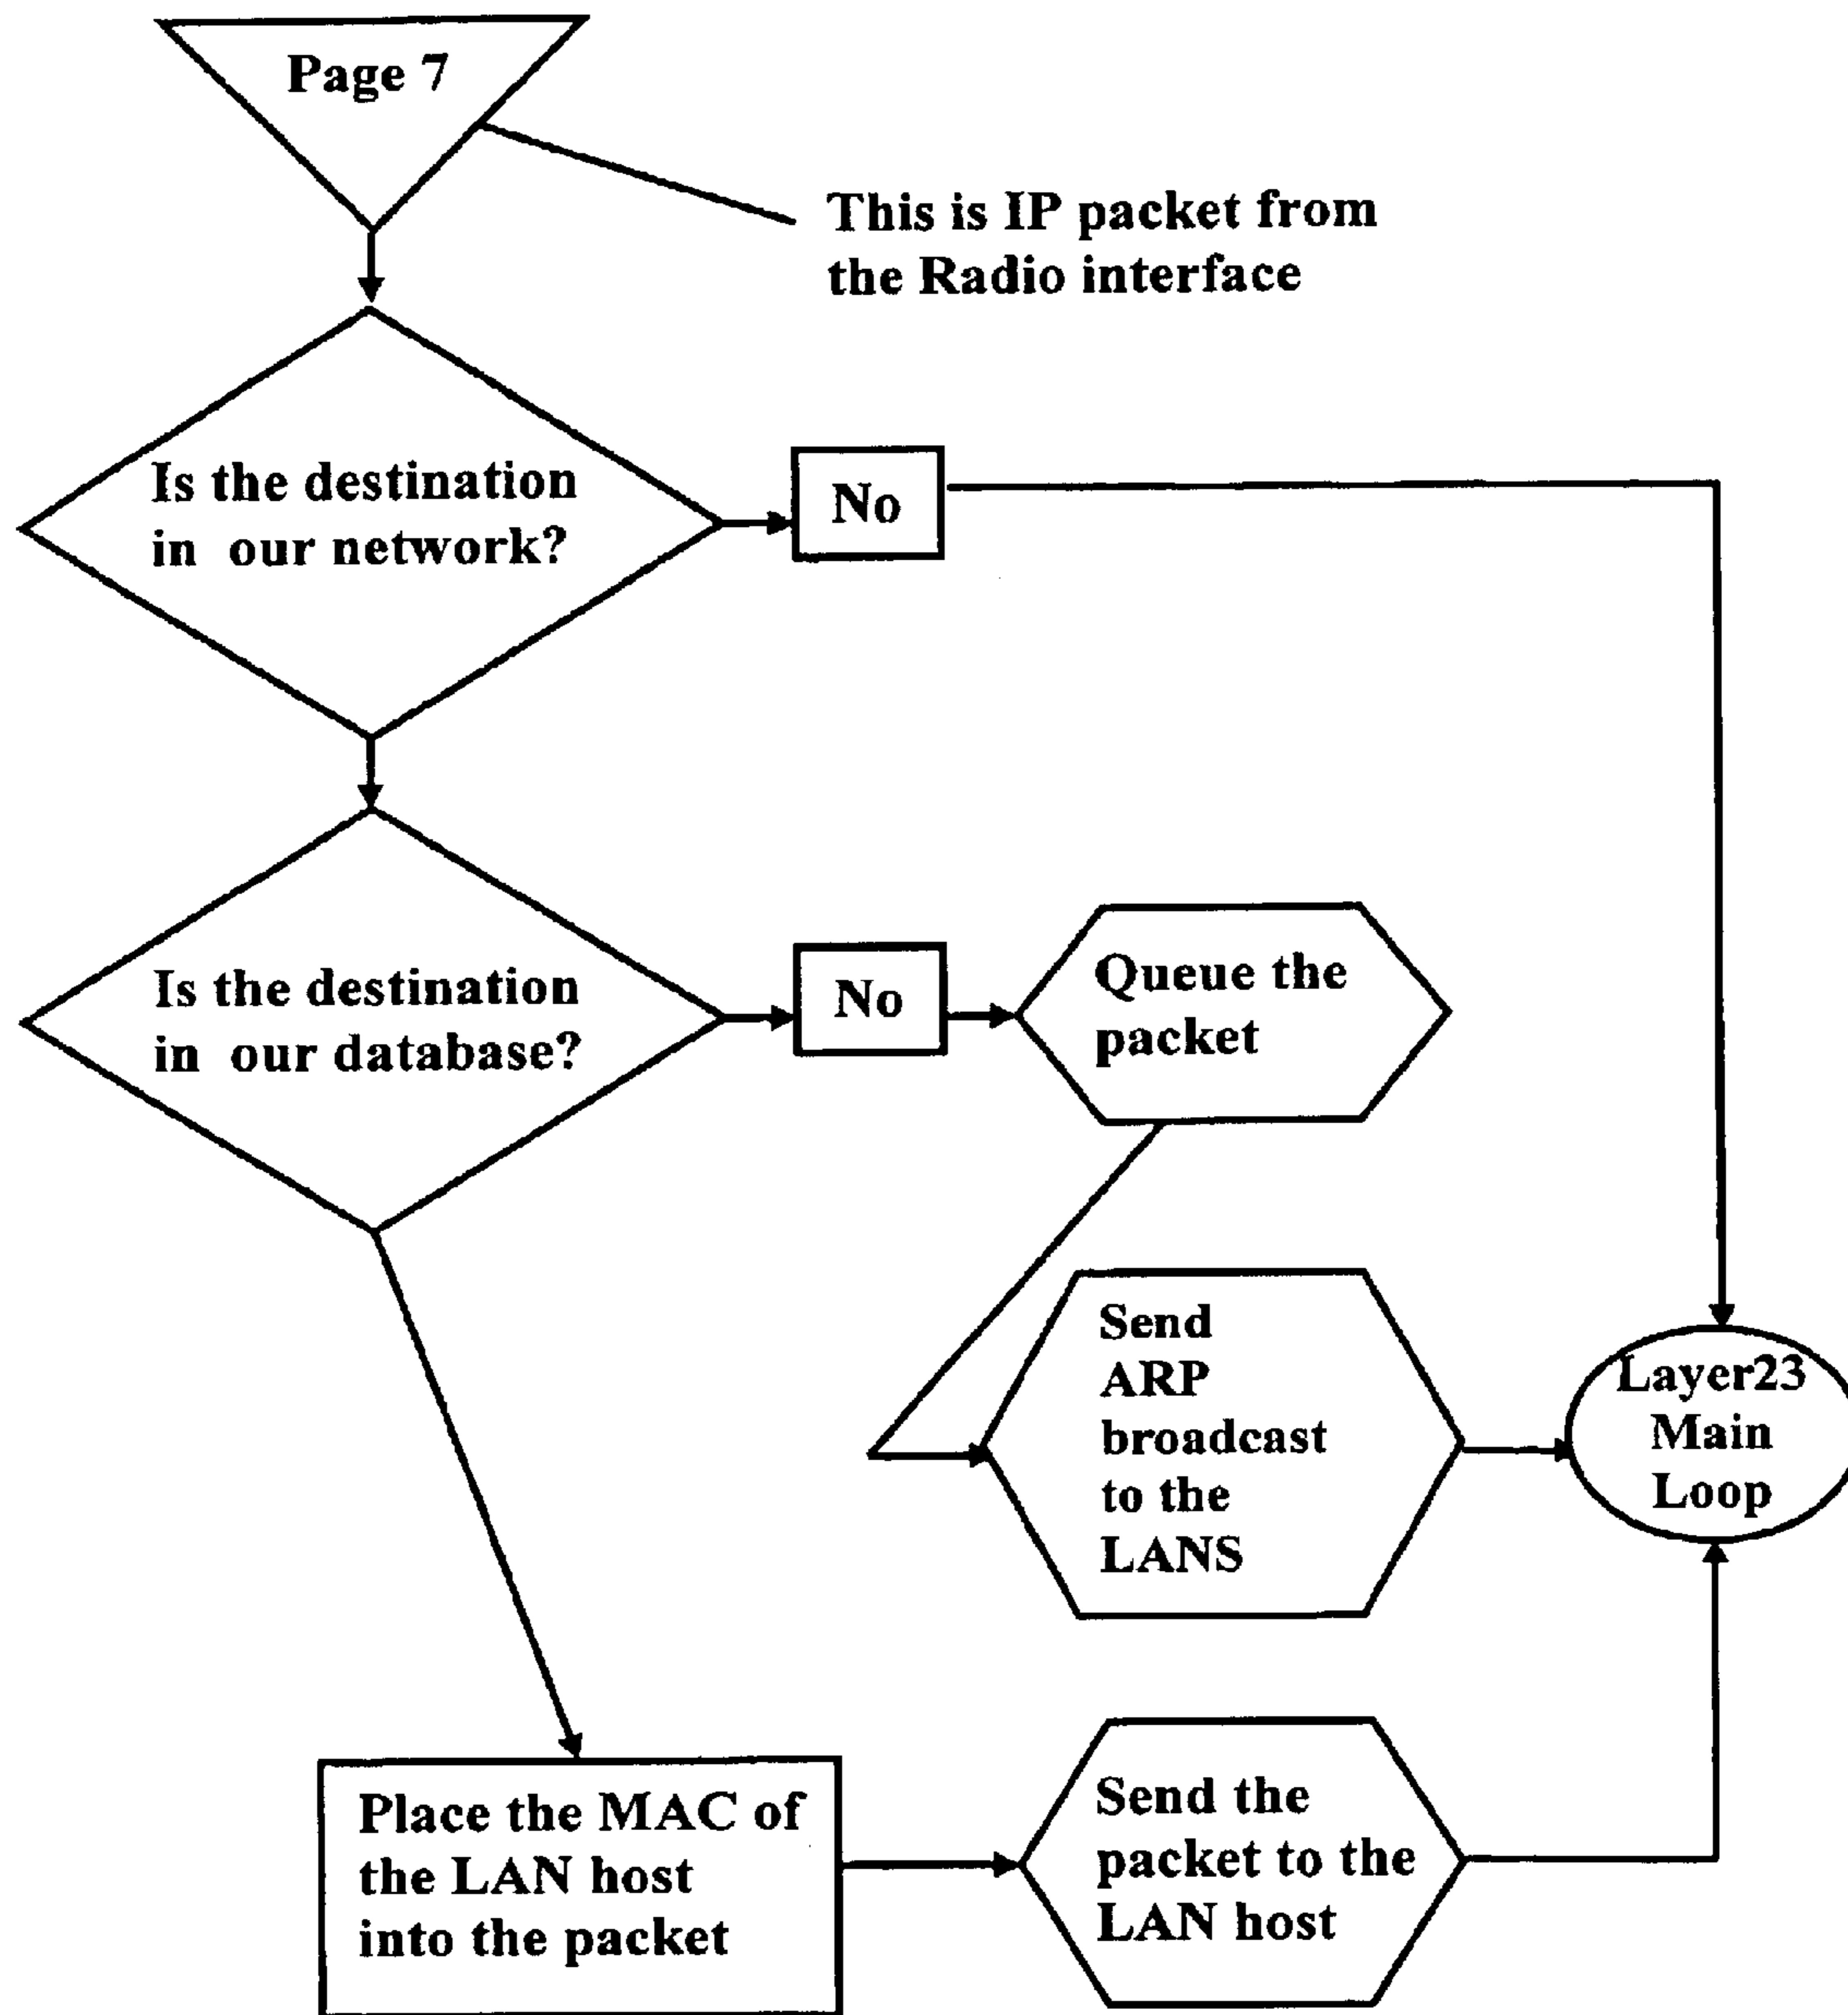 Page 7
This is IP packet from
the Radio interface
Is the destination
in our network?
No
Is the destination
in our database?
No
Queue the
packet
Send
ARP
broadcast
to the
LANS
Layer23
Main
Loop
Place the MAC of
the LAN host
into the packet
Send the
packet to the
LAN host